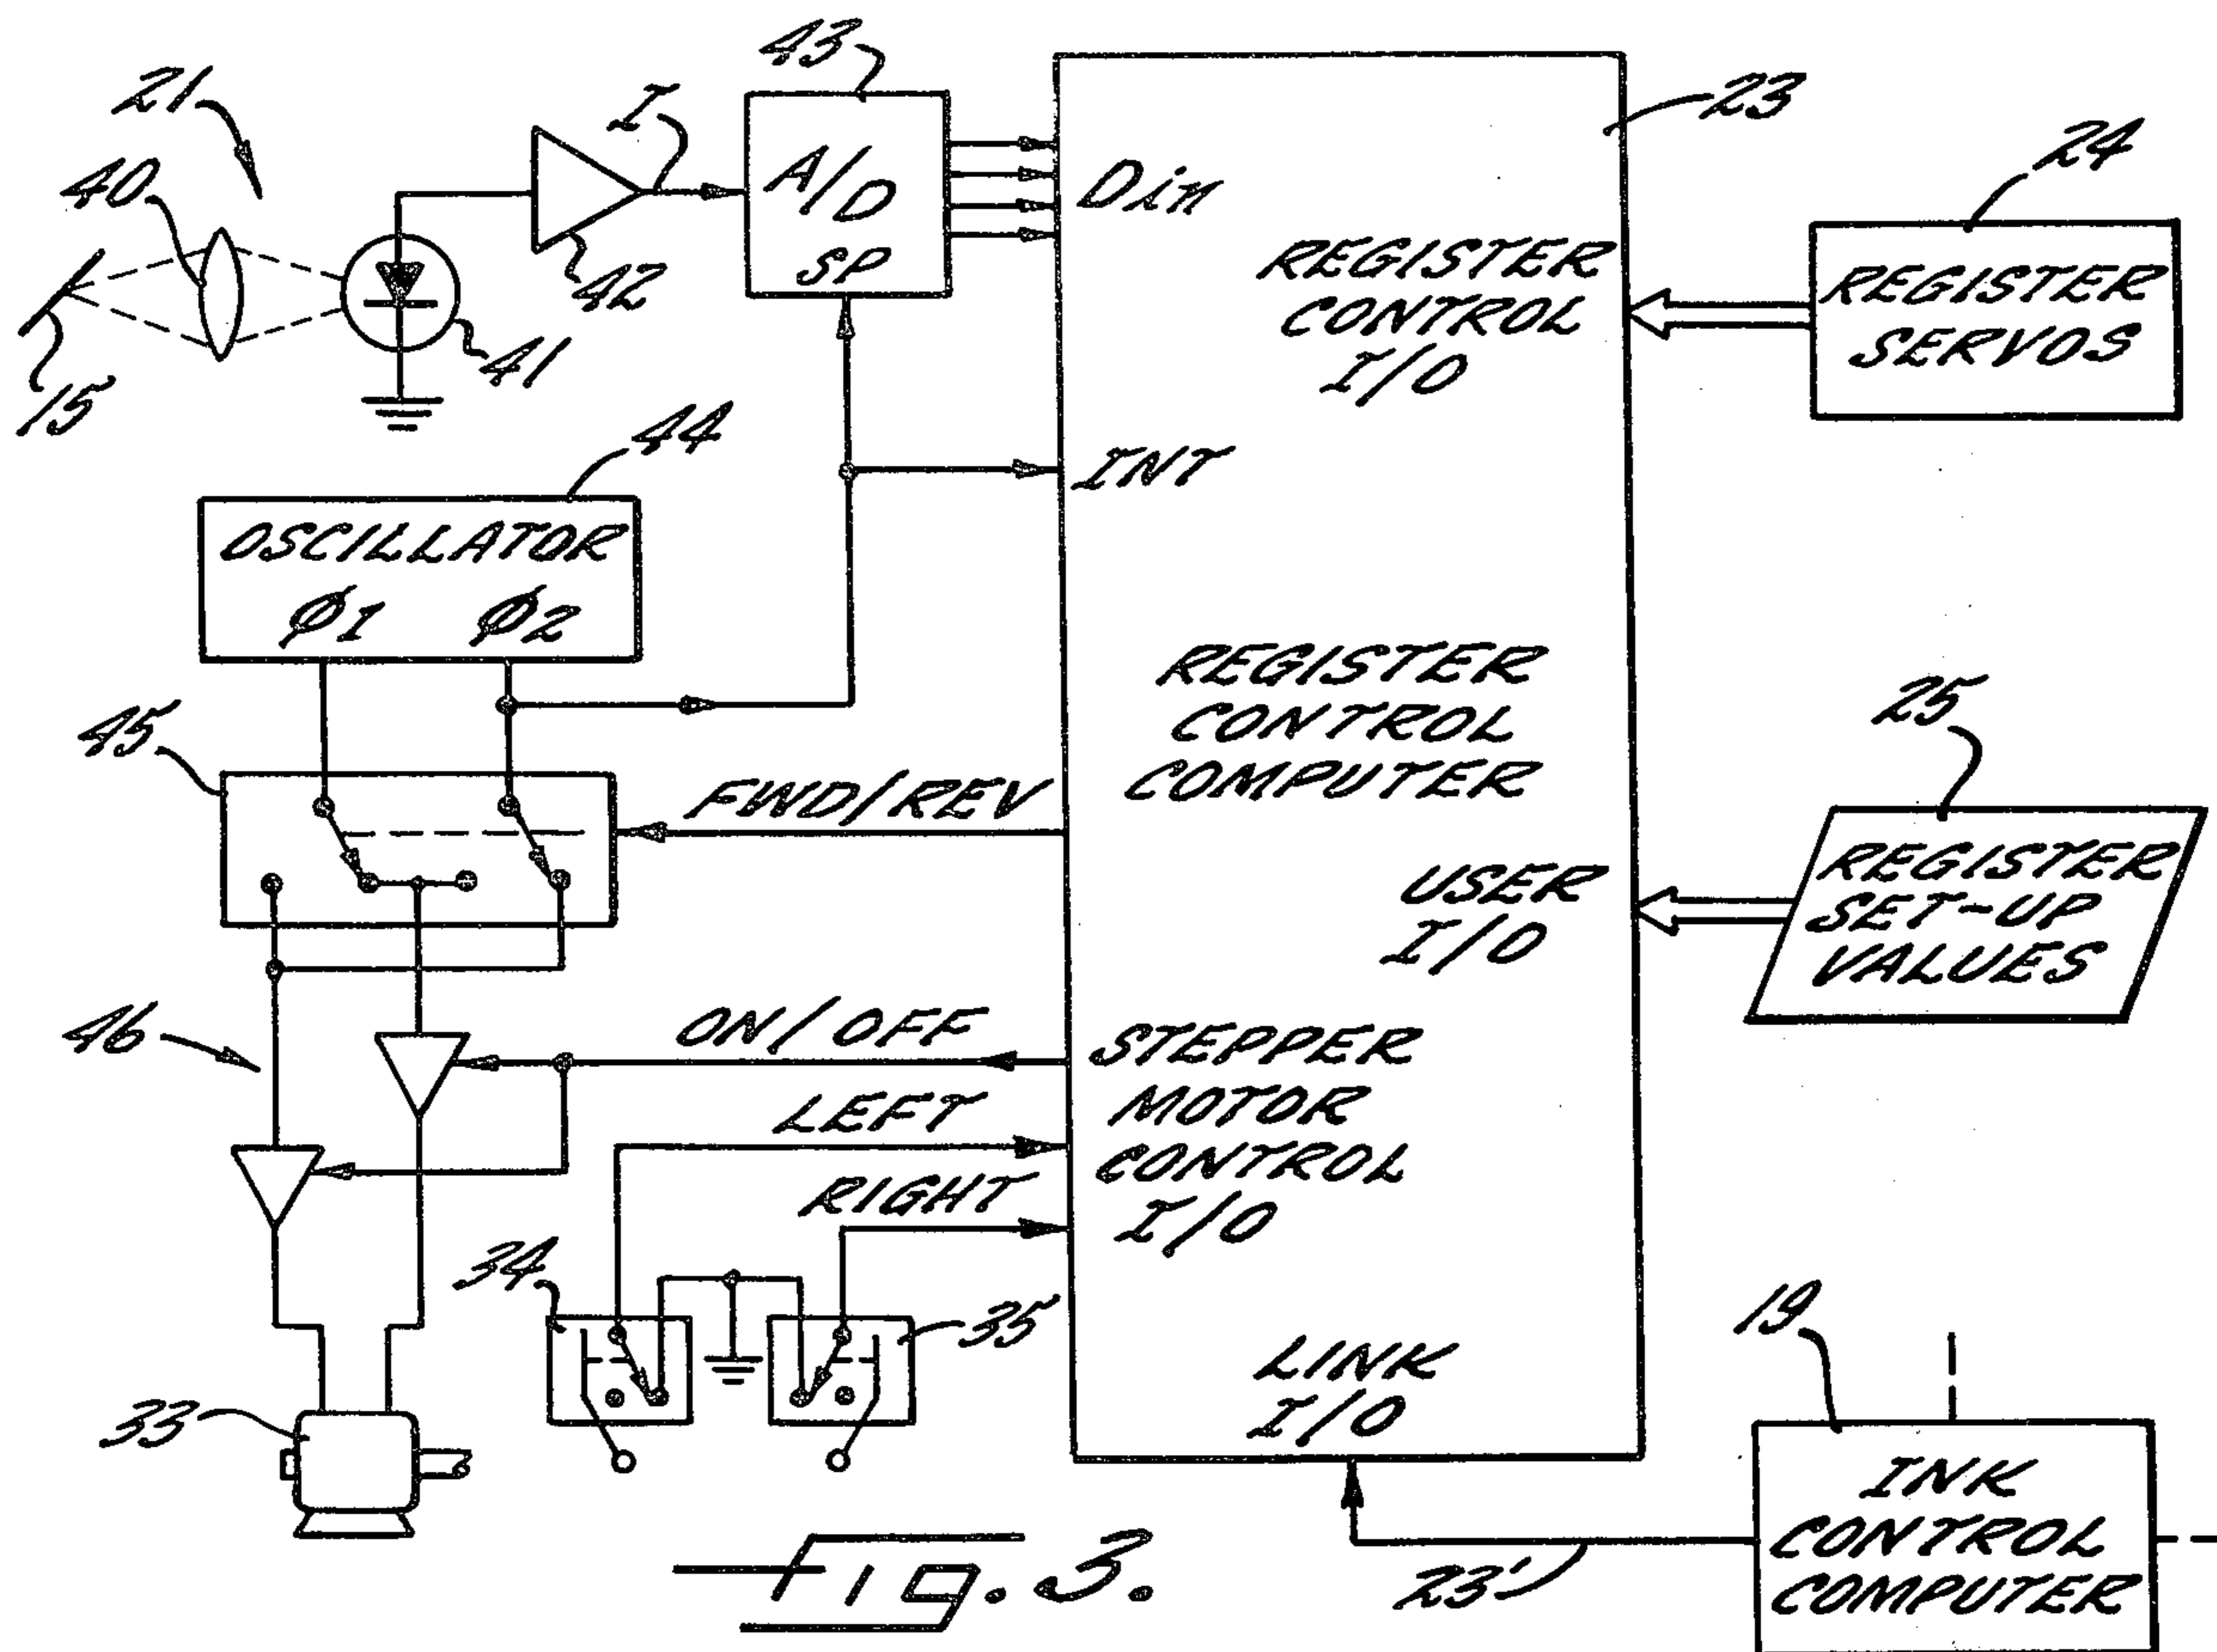 43
21
I
23
24
40
A/D
Din
SP
42
REGISTER
CONTROL
I/O
REGISTER
SERVOS
41
15
44
INT
OSCILLATOR
φ1 φ2
REGISTER
CONTROL
COMPUTER
25
45
FWD/REV
REGISTER
SET-UP
VALUES
USER
I/O
46
ON/OFF
STEPPER
MOTOR
CONTROL
I/O
LEFT
RIGHT
34
35
19
LINK
I/O
33
INK
CONTROL
COMPUTER
23'
Fig. 3.